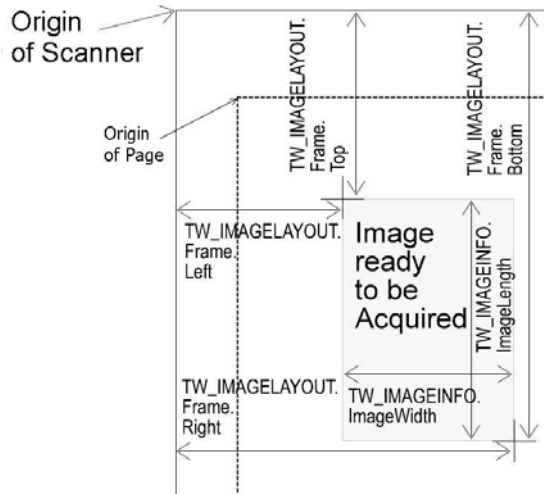 Origin
of Scanner
Origin
of Page
TW_IMAGELAYOUT.
Frame.
Top
TW_IMAGELAYOUT.
Frame.
Bottom
TW_IMAGELAYOUT.
Frame.
Left
Image
ready
to be
Acquired
TW_IMAGEINFO.
ImageLength
TW_IMAGELAYOUT.
Frame.
Right
TW_IMAGEINFO.
ImageWidth